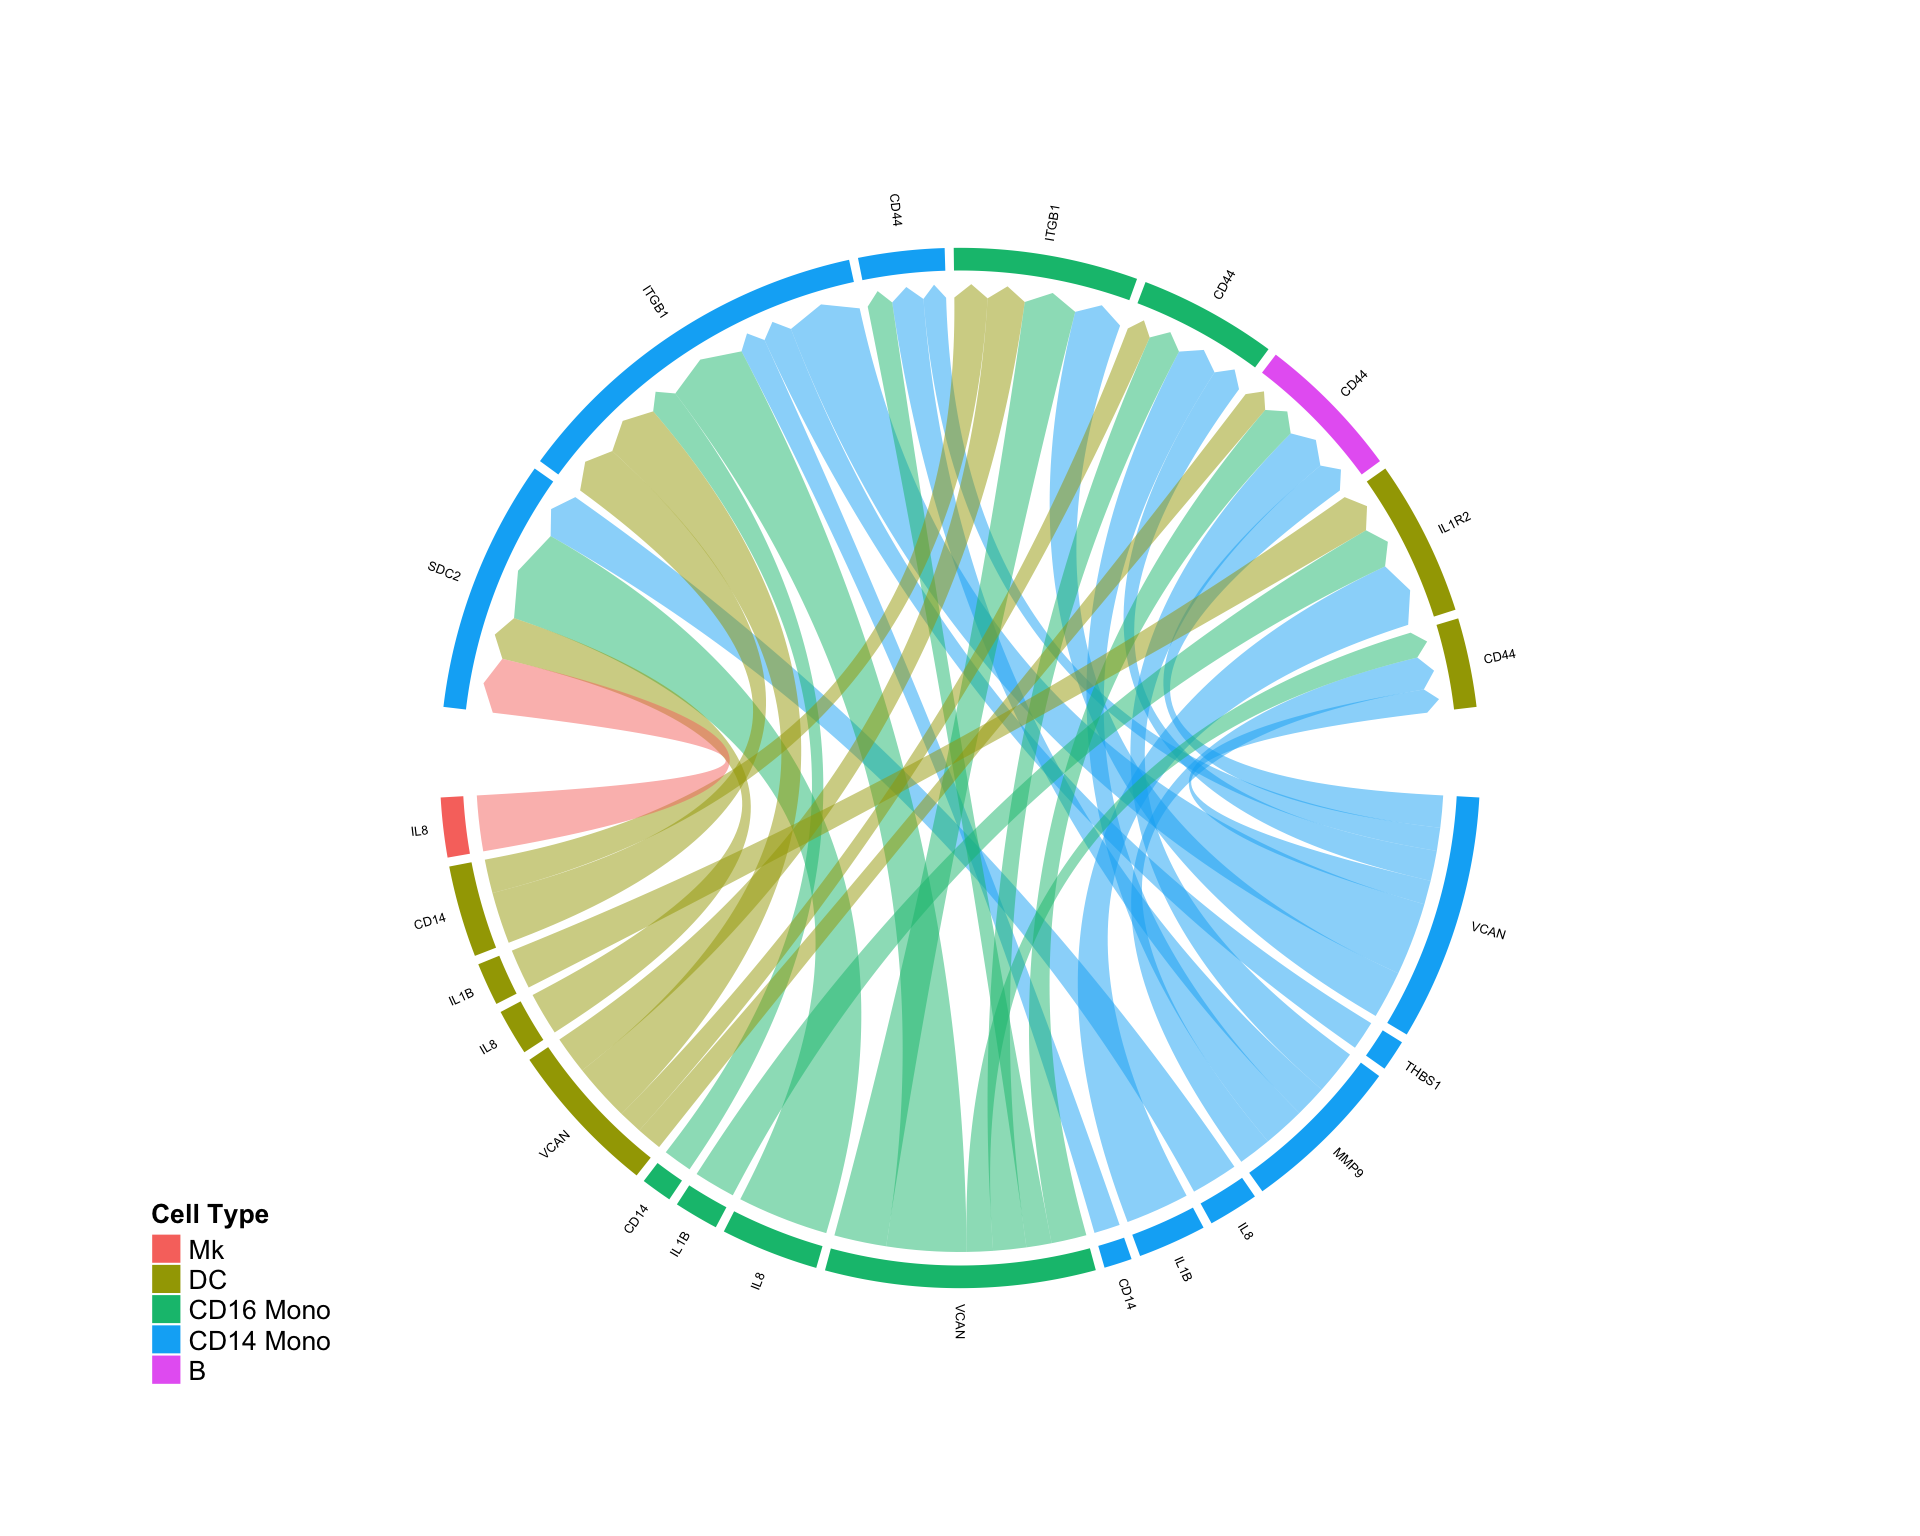 CD44
ITGB1
CD44
CD44
IL1R2
CD44
VCAN
THBS1
MMP9
IL8
IL1B
CD14
VCAN
IL8
IL1B
CD14
VCAN
IL8
IL1B
CD14
IL8
SDC2
ITGB1
Cell Type
Mk
DC
CD16 Mono
CD14 Mono
B